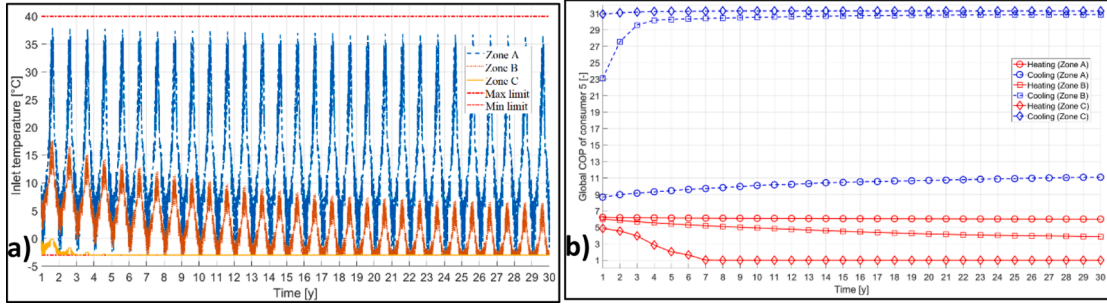 a)
Inlet temperature [°C]
40
35
30
25
20
15
10
5
0
-5
Zone A
Zone B
Zone C
Max limit
Min limit
1 2 3 4 5 6 7 8 9 10 11 12 13 14 15 16 17 18 19 20 21 22 23 24 25 26 27 28 29 30
Time [y]
b)
Global COP of consumer 5 [-]
31
29
27
25
23
21
19
17
15
13
11
9
7
5
3
1
Heating (Zone A)
Cooling (Zone A)
Heating (Zone B)
Cooling (Zone B)
Heating (Zone C)
Cooling (Zone C)
1 2 3 4 5 6 7 8 9 10 11 12 13 14 15 16 17 18 19 20 21 22 23 24 25 26 27 28 29 30
Time [y]